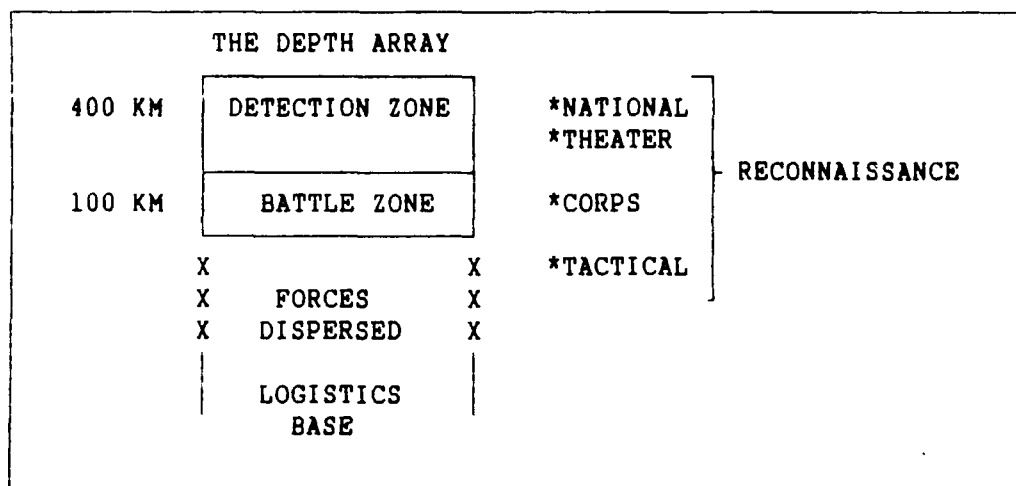 THE DEPTH ARRAY
400 KM DETECTION ZONE *NATIONAL
*THEATER
RECONNAISSANCE
100 KM BATTLE ZONE *CORPS
X X *TACTICAL
X FORCES X
X DISPERSED X
LOGISTICS
BASE